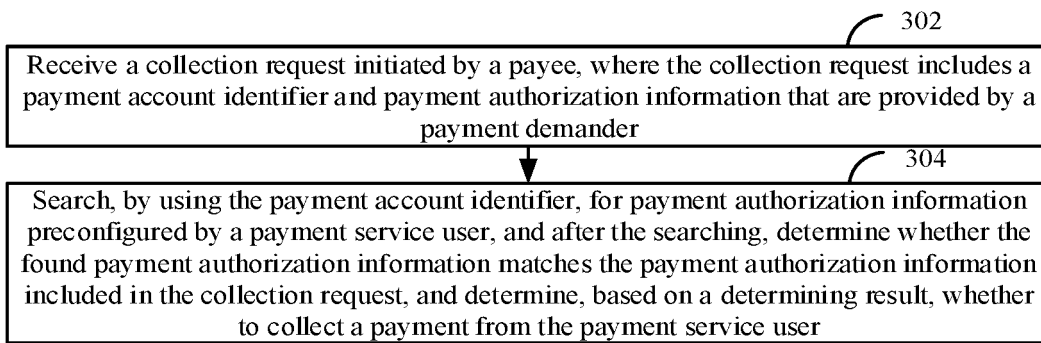 302
Receive a collection request initiated by a payee, where the collection request includes a
payment account identifier and payment authorization information that are provided by a
payment demander
304
Search, by using the payment account identifier, for payment authorization information
preconfigured by a payment service user, and after the searching, determine whether the
found payment authorization information matches the payment authorization information
included in the collection request, and determine, based on a determining result, whether
to collect a payment from the payment service user